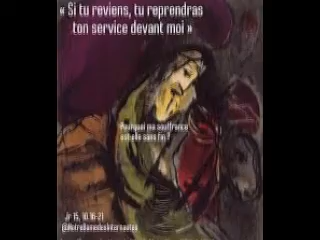 « Si tu reviens, tu reprendras
ton service devant moi »
Pourquoi ma souffrance
est-elle sans fin ?
Jr 15, 10.16-21
@NotreDamedesInternautes